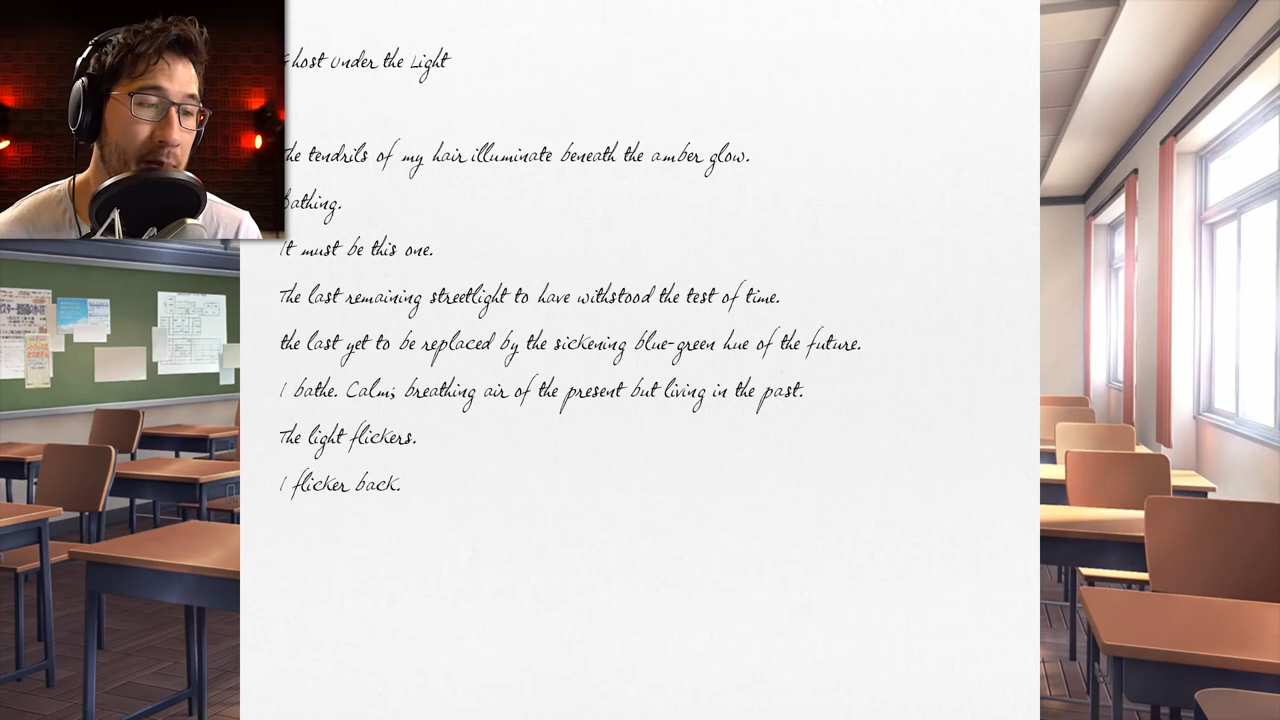 host Under the Light
he tendrils of my hair illuminate beneath the amber glow.
Bathing.
It must be this one.
The last remaining streetlight to have withstood the test of time.
the last yet to be replaced by the sickening blue-green hue of the future.
I bathe. Calm; breathing air of the present but living in the past.
The light flickers.
I flicker back.